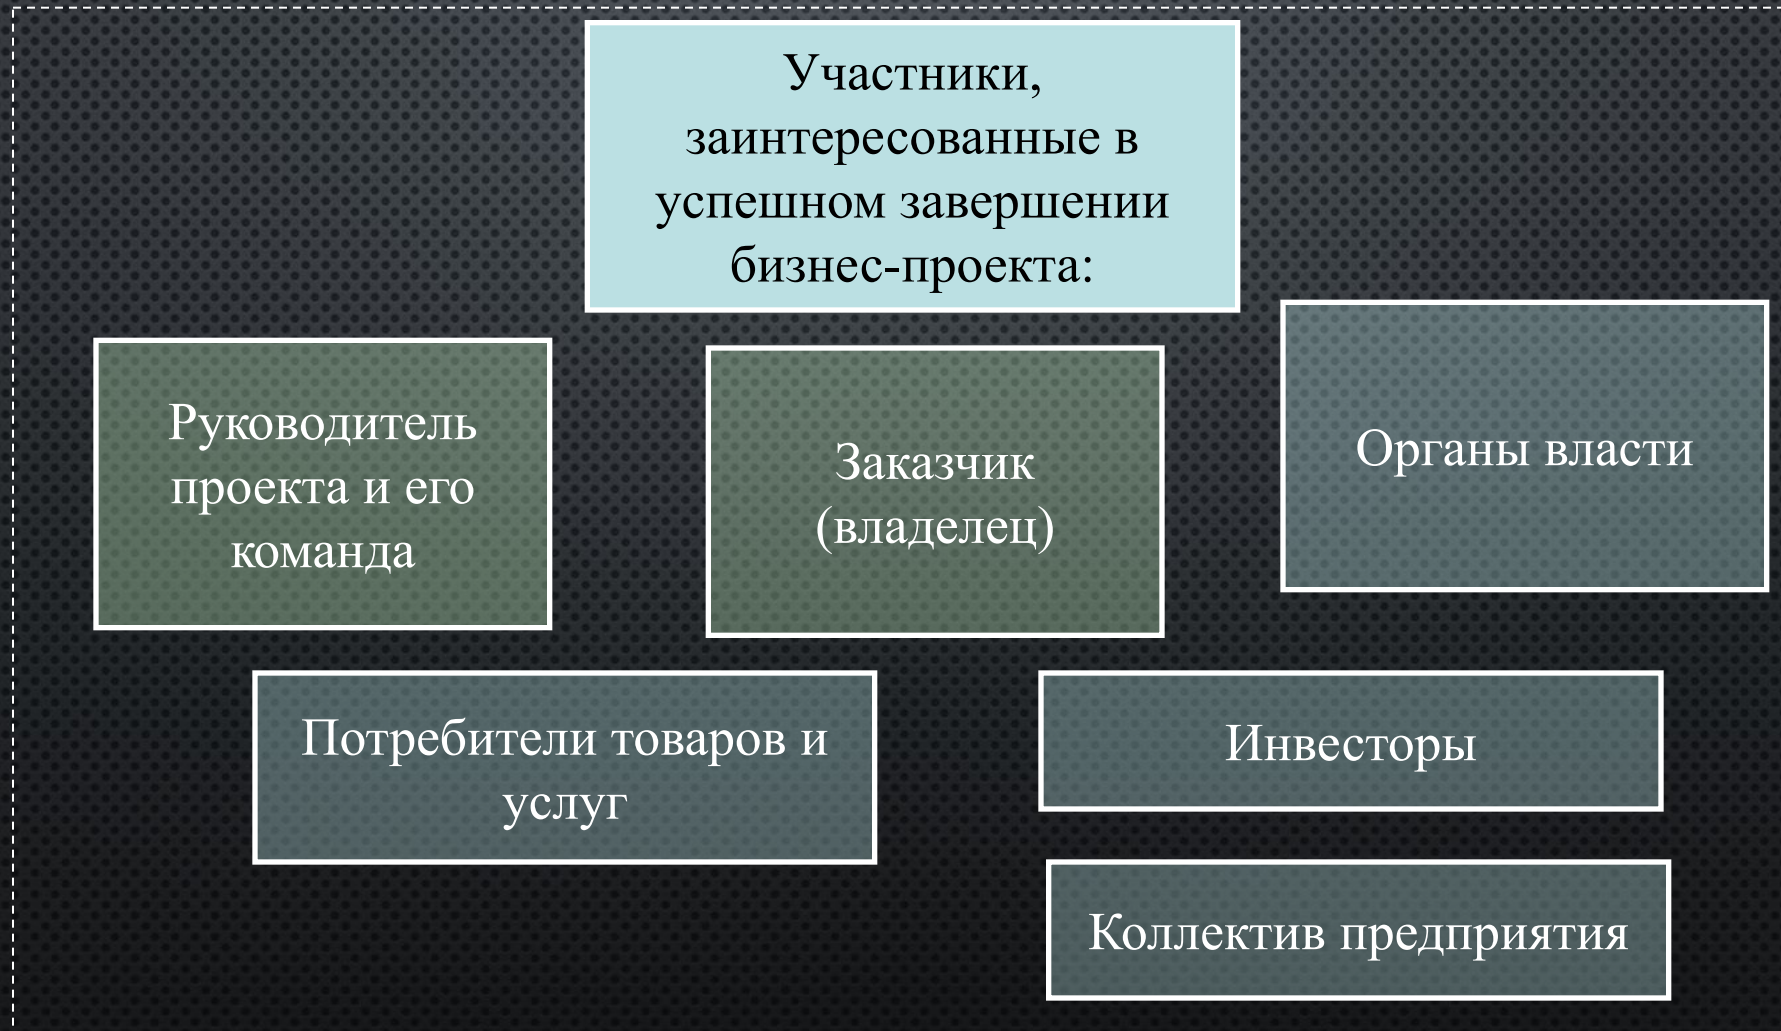 Участники,
заинтересованные в
успешном завершении
бизнес-проекта:
Руководитель
проекта и его
команда
Заказчик
(владелец)
Органы власти
Потребители товаров и
услуг
Инвесторы
Коллектив предприятия